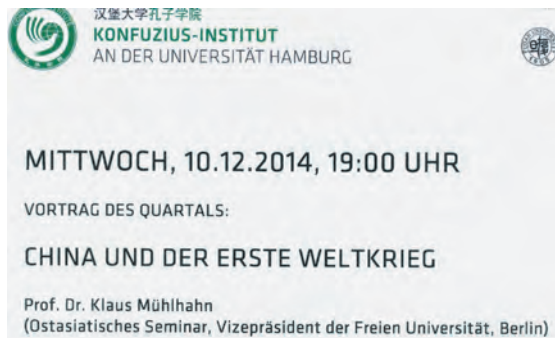 汉堡大学孔子学院
KONFUZIUS-INSTITUT
AN DER UNIVERSITÄT HAMBURG
MITTWOCH, 10.12.2014, 19:00 UHR
VORTRAG DES QUARTALS:
CHINA UND DER ERSTE WELTKRIEG
Prof. Dr. Klaus Mühlhahn
(Ostasiatisches Seminar, Vizepräsident der Freien Universität, Berlin)